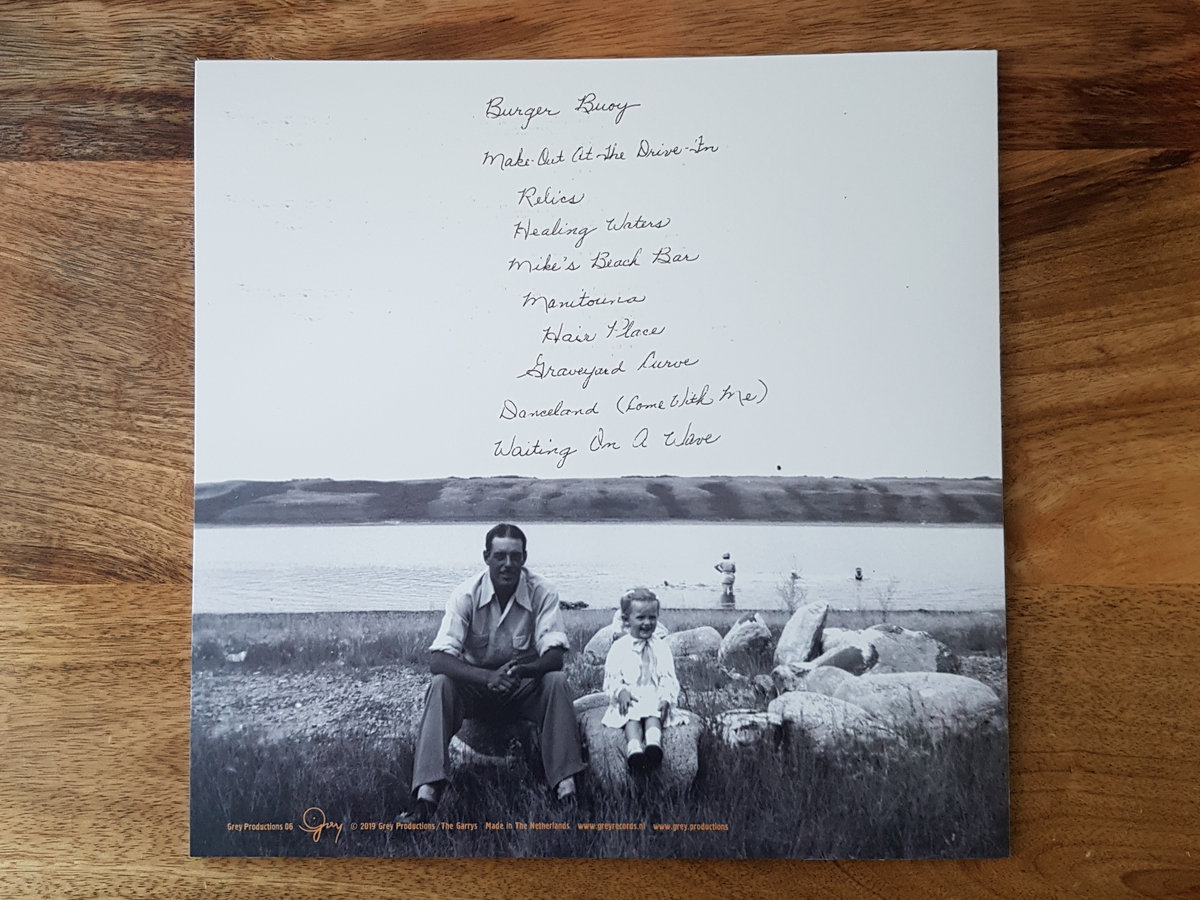 Burger Buoy
Make-Out At The Drive-In
Relics
Healing Waters
Mike's Beach Bar
Manitouna
Hair Place
Graveyard Curve
Danceland (Come With Me)
Waiting On A Wave
Grey Productions 06 Grey © 2019 Grey Productions / The Garrys Made in The Netherlands www.greyrecords.nl www.grey.productions